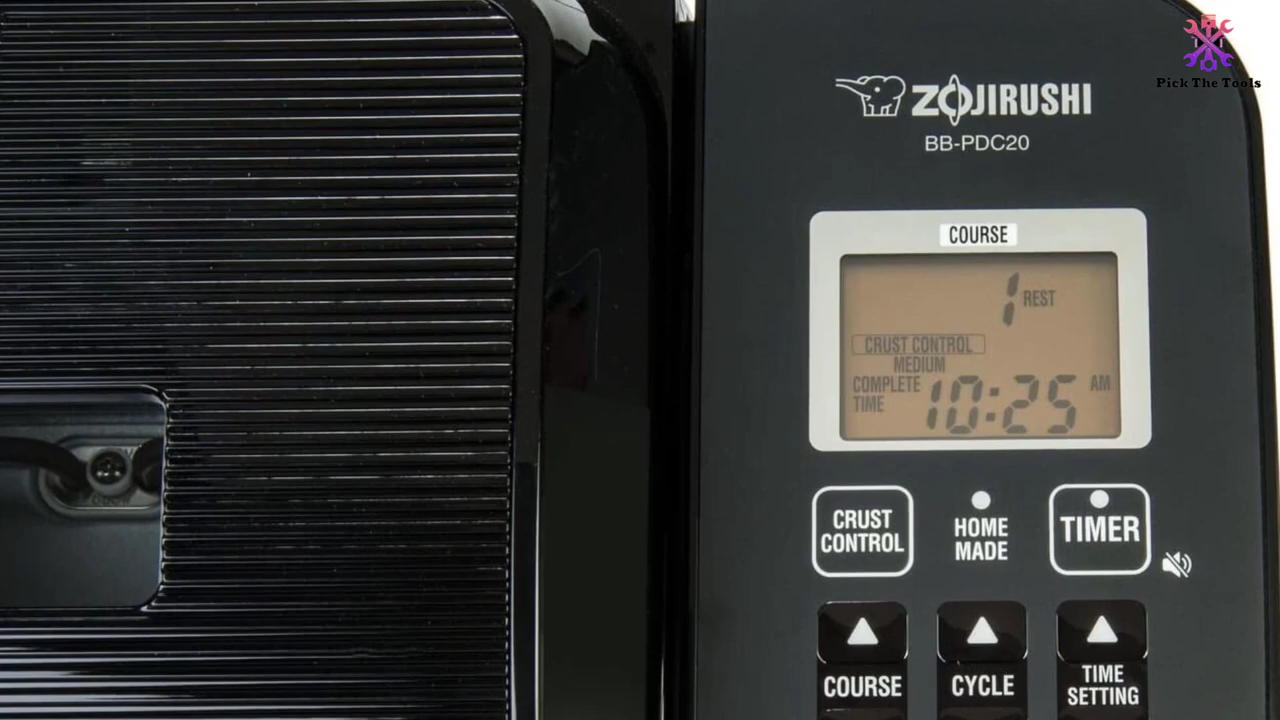 Pick The Tools
ZOJIRUSHI
BB-PDC20
COURSE
1 REST
CRUST CONTROL
MEDIUM
COMPLETE
TIME 10:25 AM
CRUST
CONTROL
HOME
MADE
TIMER
COURSE
CYCLE
TIME
SETTING